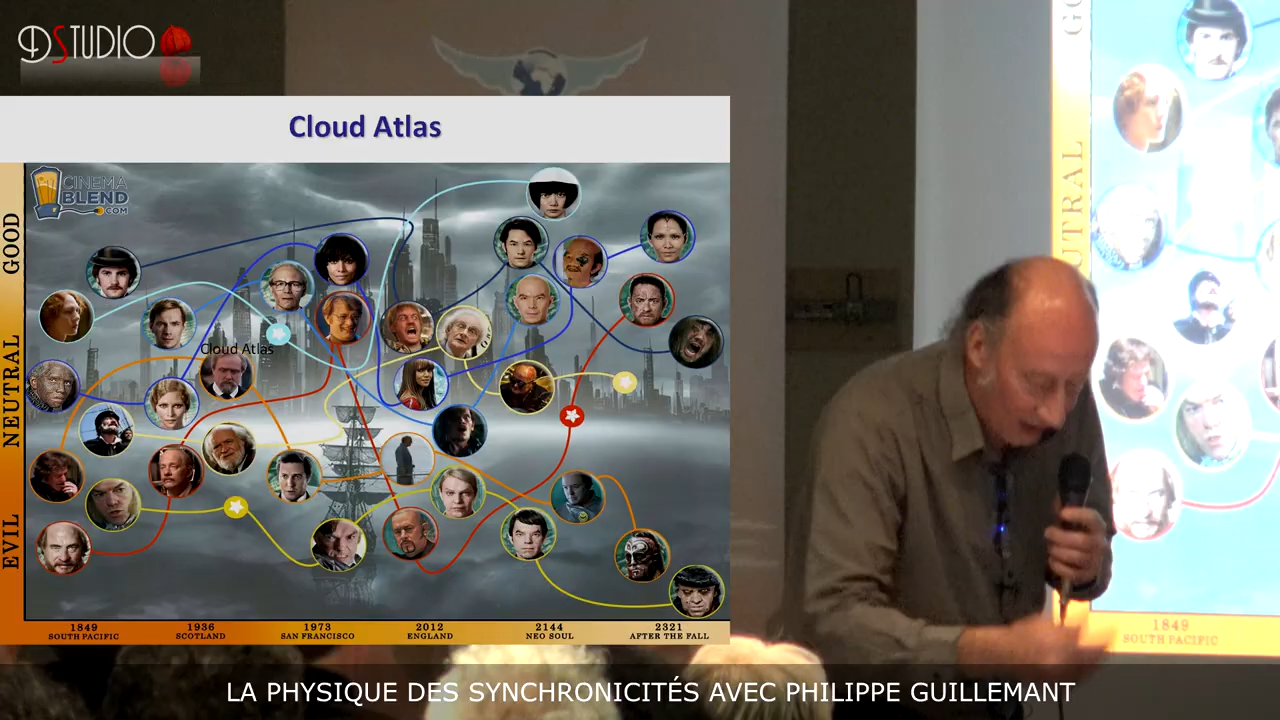 DSTUDIO
Cloud Atlas
CINEMA
BLEND
.COM
GOOD
NEUTRAL
EVIL
Cloud Atlas
1849
SOUTH PACIFIC
1936
SCOTLAND
1973
SAN FRANCISCO
2012
ENGLAND
2144
NEO SOUL
2321
AFTER THE FALL
GO
UTRAL
1849
SOUTH PACIFIC
LA PHYSIQUE DES SYNCHRONICITÉS AVEC PHILIPPE GUILLEMANT